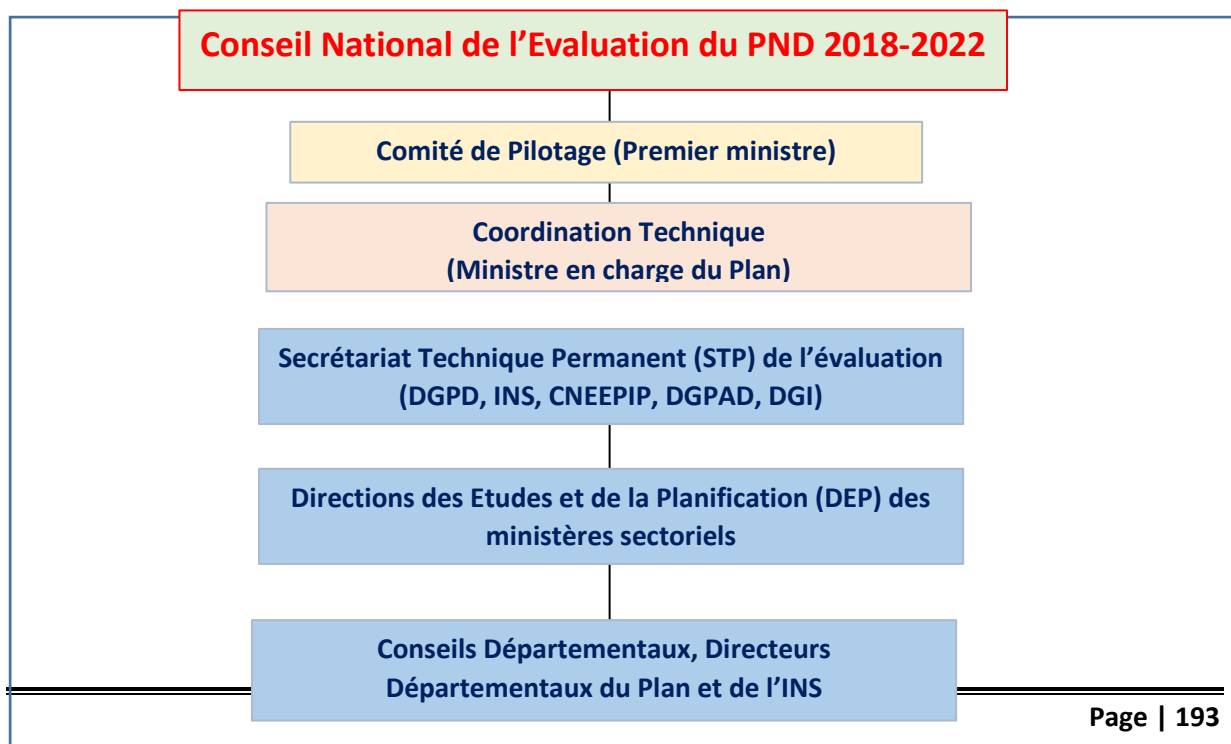 Conseil National de l’Evaluation du PND 2018-2022
Comité de Pilotage (Premier ministre)
Coordination Technique
(Ministre en charge du Plan)
Secrétariat Technique Permanent (STP) de l’évaluation
(DGPD, INS, CNEEPIP, DGPAD, DGI)
Directions des Etudes et de la Planification (DEP) des
ministères sectoriels
Conseils Départementaux, Directeurs
Départementaux du Plan et de l’INS
Page | 193